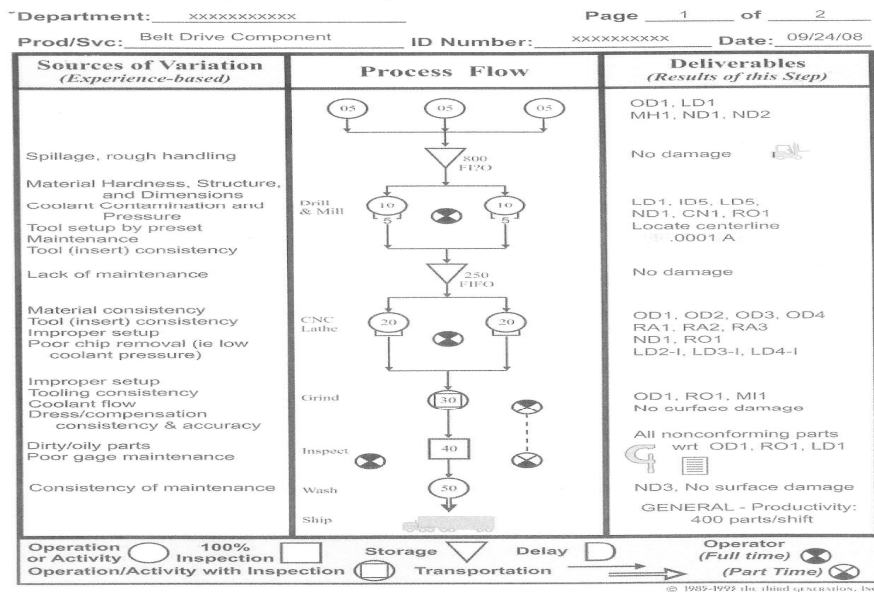 Department: xxxxxxxxxxx
Page 1 of 2
Prod/Svc: Belt Drive Component
ID Number: xxxxxxxxxx
Date: 09/24/08
Sources of Variation
(Experience-based)
Process Flow
Deliverables
(Results of this Step)
05 05 05
OD1, LD1
MH1, ND1, ND2
Spillage, rough handling
800
FI?O
No damage
Material Hardness, Structure,
and Dimensions
Coolant Contamination and
Pressure
Tool setup by preset
Maintenance
Tool (insert) consistency
Drill
& Mill
10 10
5 5
LD1, ID5, LD5,
ND1, CN1, RO1
Locate centerline
.0001 A
Lack of maintenance
250
FIFO
No damage
Material consistency
Tool (insert) consistency
Improper setup
Poor chip removal (ie low
coolant pressure)
CNC
Lathe
20 20
OD1, OD2, OD3, OD4
RA1, RA2, RA3
ND1, RO1
LD2-I, LD3-I, LD4-I
Improper setup
Tooling consistency
Coolant flow
Dress/compensation
consistency & accuracy
Grind
30
OD1, RO1, MI1
No surface damage
Dirty/oily parts
Poor gage maintenance
Inspect
40
All nonconforming parts
wrt OD1, RO1, LD1
Consistency of maintenance
Wash
50
ND3, No surface damage
Ship
GENERAL - Productivity:
400 parts/shift
Operation
or Activity
100%
Inspection
Storage
Delay
Operator
(Full time)
Operation/Activity with Inspection
Transportation
(Part Time)
© 1985-1998 the third generation, Inc